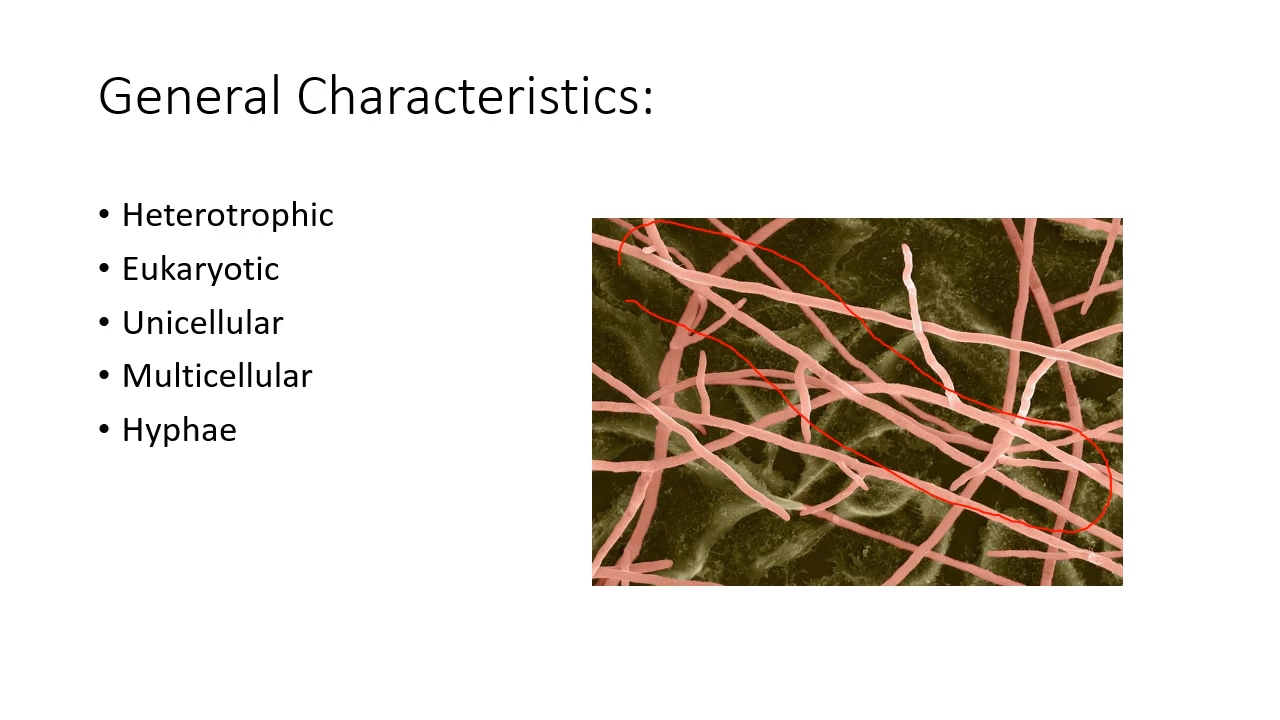 General Characteristics:
• Heterotrophic
• Eukaryotic
• Unicellular
• Multicellular
• Hyphae